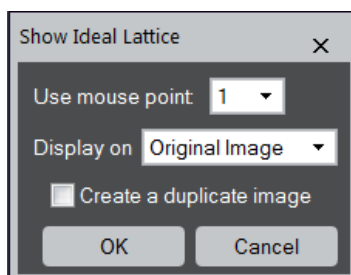 Show Ideal Lattice
Use mouse point 1
Display on Original Image
Create a duplicate image
OK Cancel